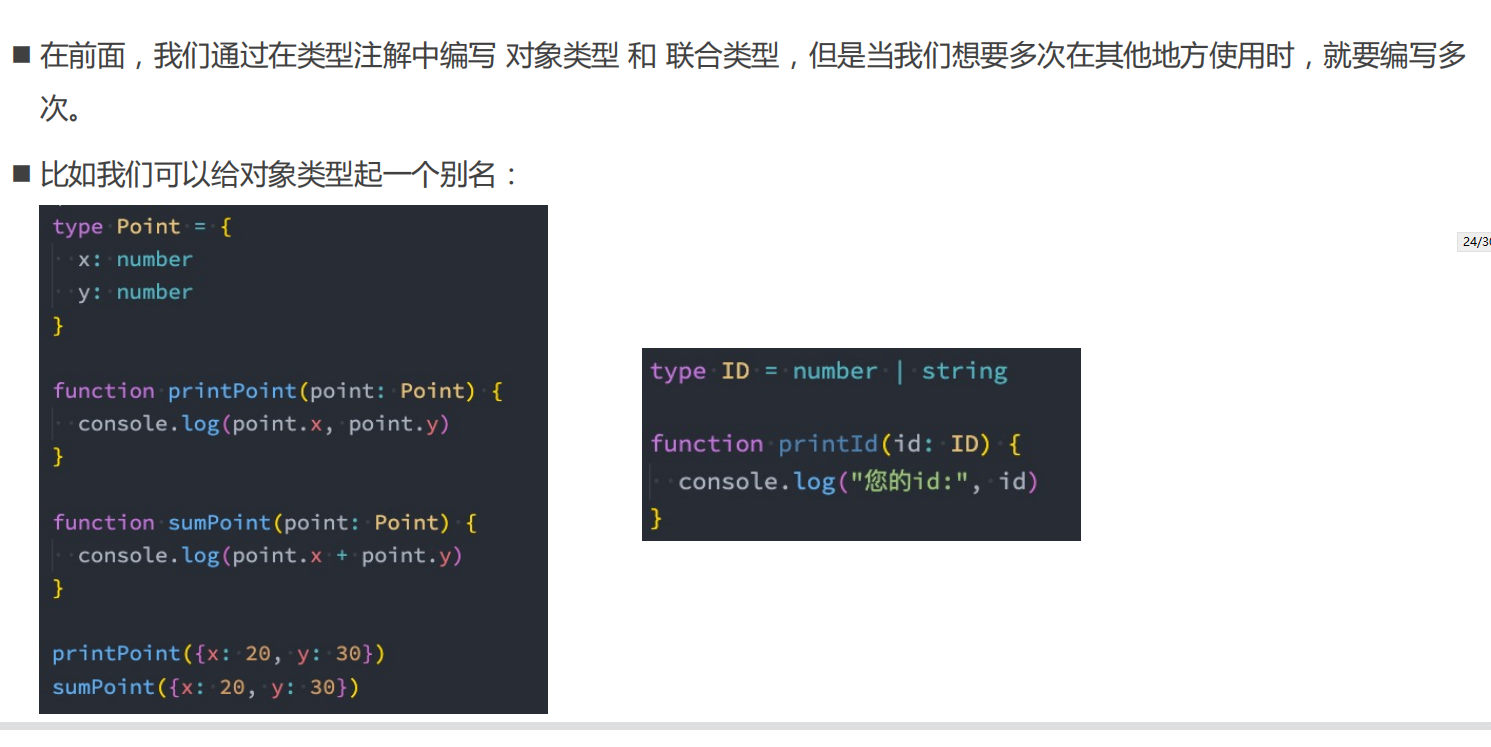 ■ 在前面，我们通过在类型注解中编写 对象类型 和 联合类型，但是当我们想要多次在其他地方使用时，就要编写多
次。
■ 比如我们可以给对象类型起一个别名：
type Point = {
  x: number
  y: number
}
function printPoint(point: Point) {
  console.log(point.x, point.y)
}
function sumPoint(point: Point) {
  console.log(point.x + point.y)
}
printPoint({x: 20, y: 30})
sumPoint({x: 20, y: 30})
type ID = number | string
function printId(id: ID) {
  console.log("您的id:", id)
}